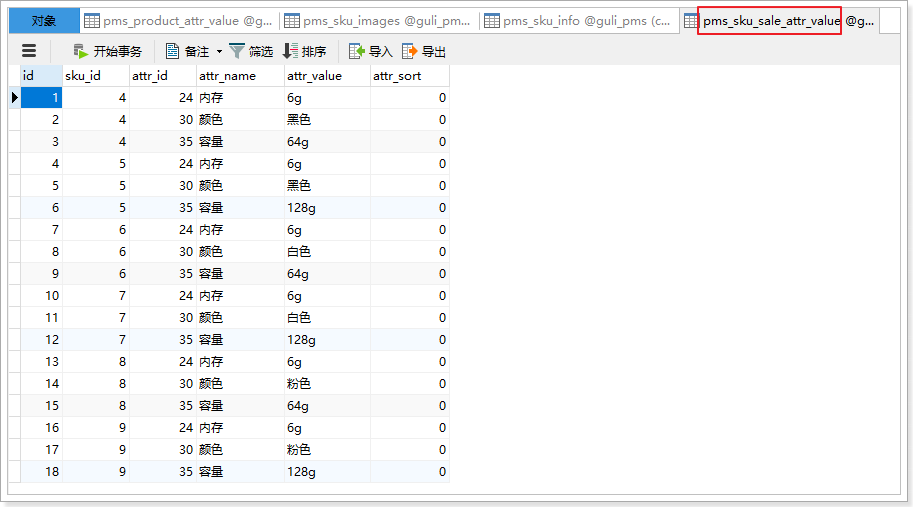 对象 pms_product_attr_value @g... pms_sku_images @guli_pm... pms_sku_info @guli_pms (c... pms_sku_sale_attr_value @g...
开始事务 备注 筛选 排序 导入 导出
id sku_id attr_id attr_name attr_value attr_sort
1 4 24 内存 6g 0
2 4 30 颜色 黑色 0
3 4 35 容量 64g 0
4 5 24 内存 6g 0
5 5 30 颜色 黑色 0
6 5 35 容量 128g 0
7 6 24 内存 6g 0
8 6 30 颜色 白色 0
9 6 35 容量 64g 0
10 7 24 内存 6g 0
11 7 30 颜色 白色 0
12 7 35 容量 128g 0
13 8 24 内存 6g 0
14 8 30 颜色 粉色 0
15 8 35 容量 64g 0
16 9 24 内存 6g 0
17 9 30 颜色 粉色 0
18 9 35 容量 128g 0